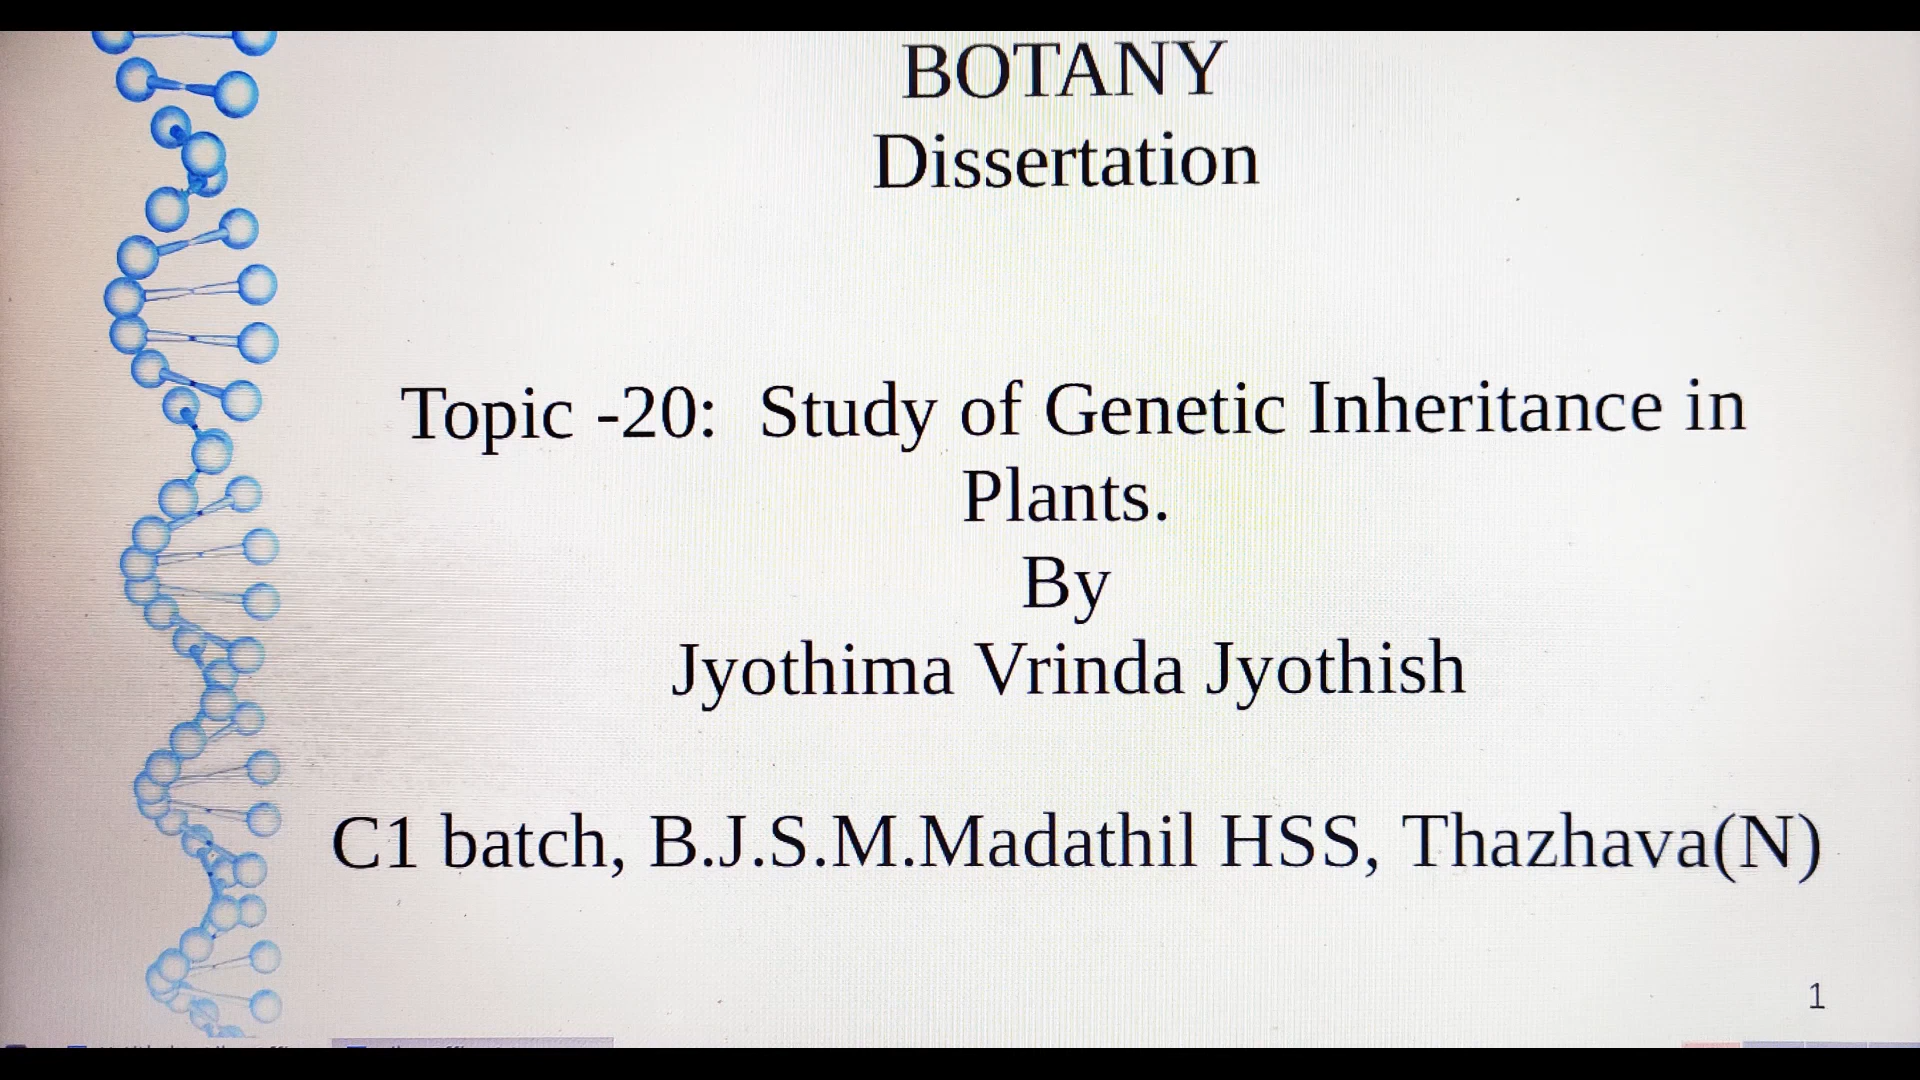 BOTANY
Dissertation
Topic -20: Study of Genetic Inheritance in
Plants.
By
Jyothima Vrinda Jyothish
C1 batch, B.J.S.M.Madathil HSS, Thazhava(N)
1